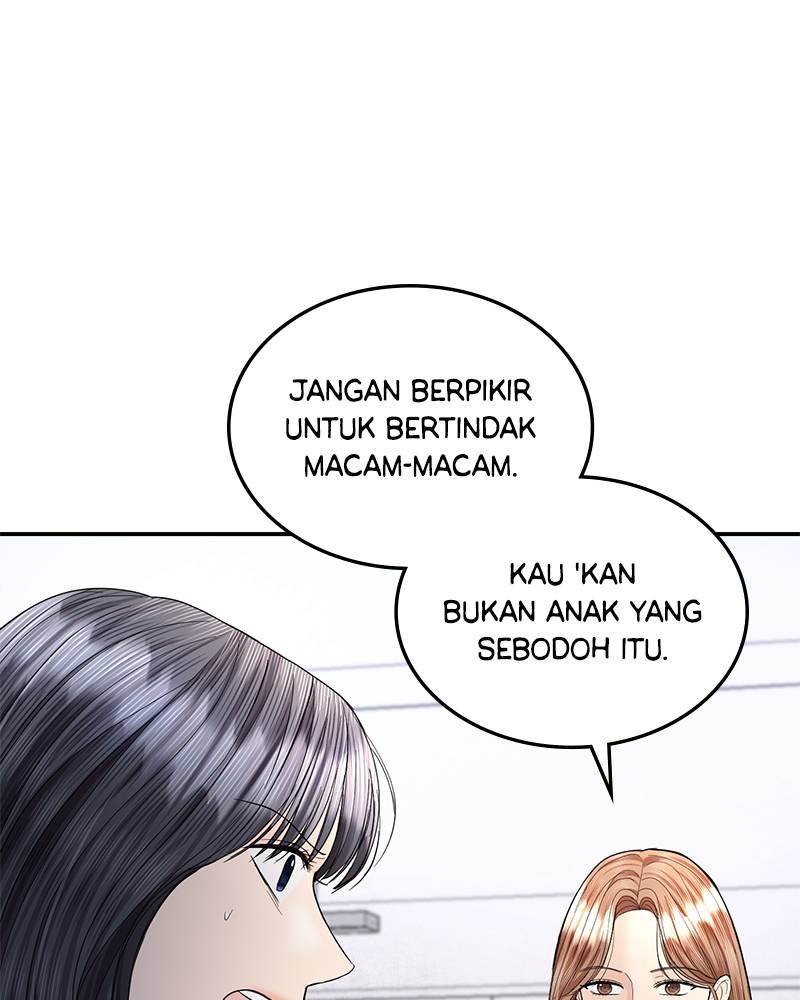 JANGAN BERPIKIR
UNTUK BERTINDAK
MACAM-MACAM.
KAU 'KAN
BUKAN ANAK YANG
SEBODOH ITU.